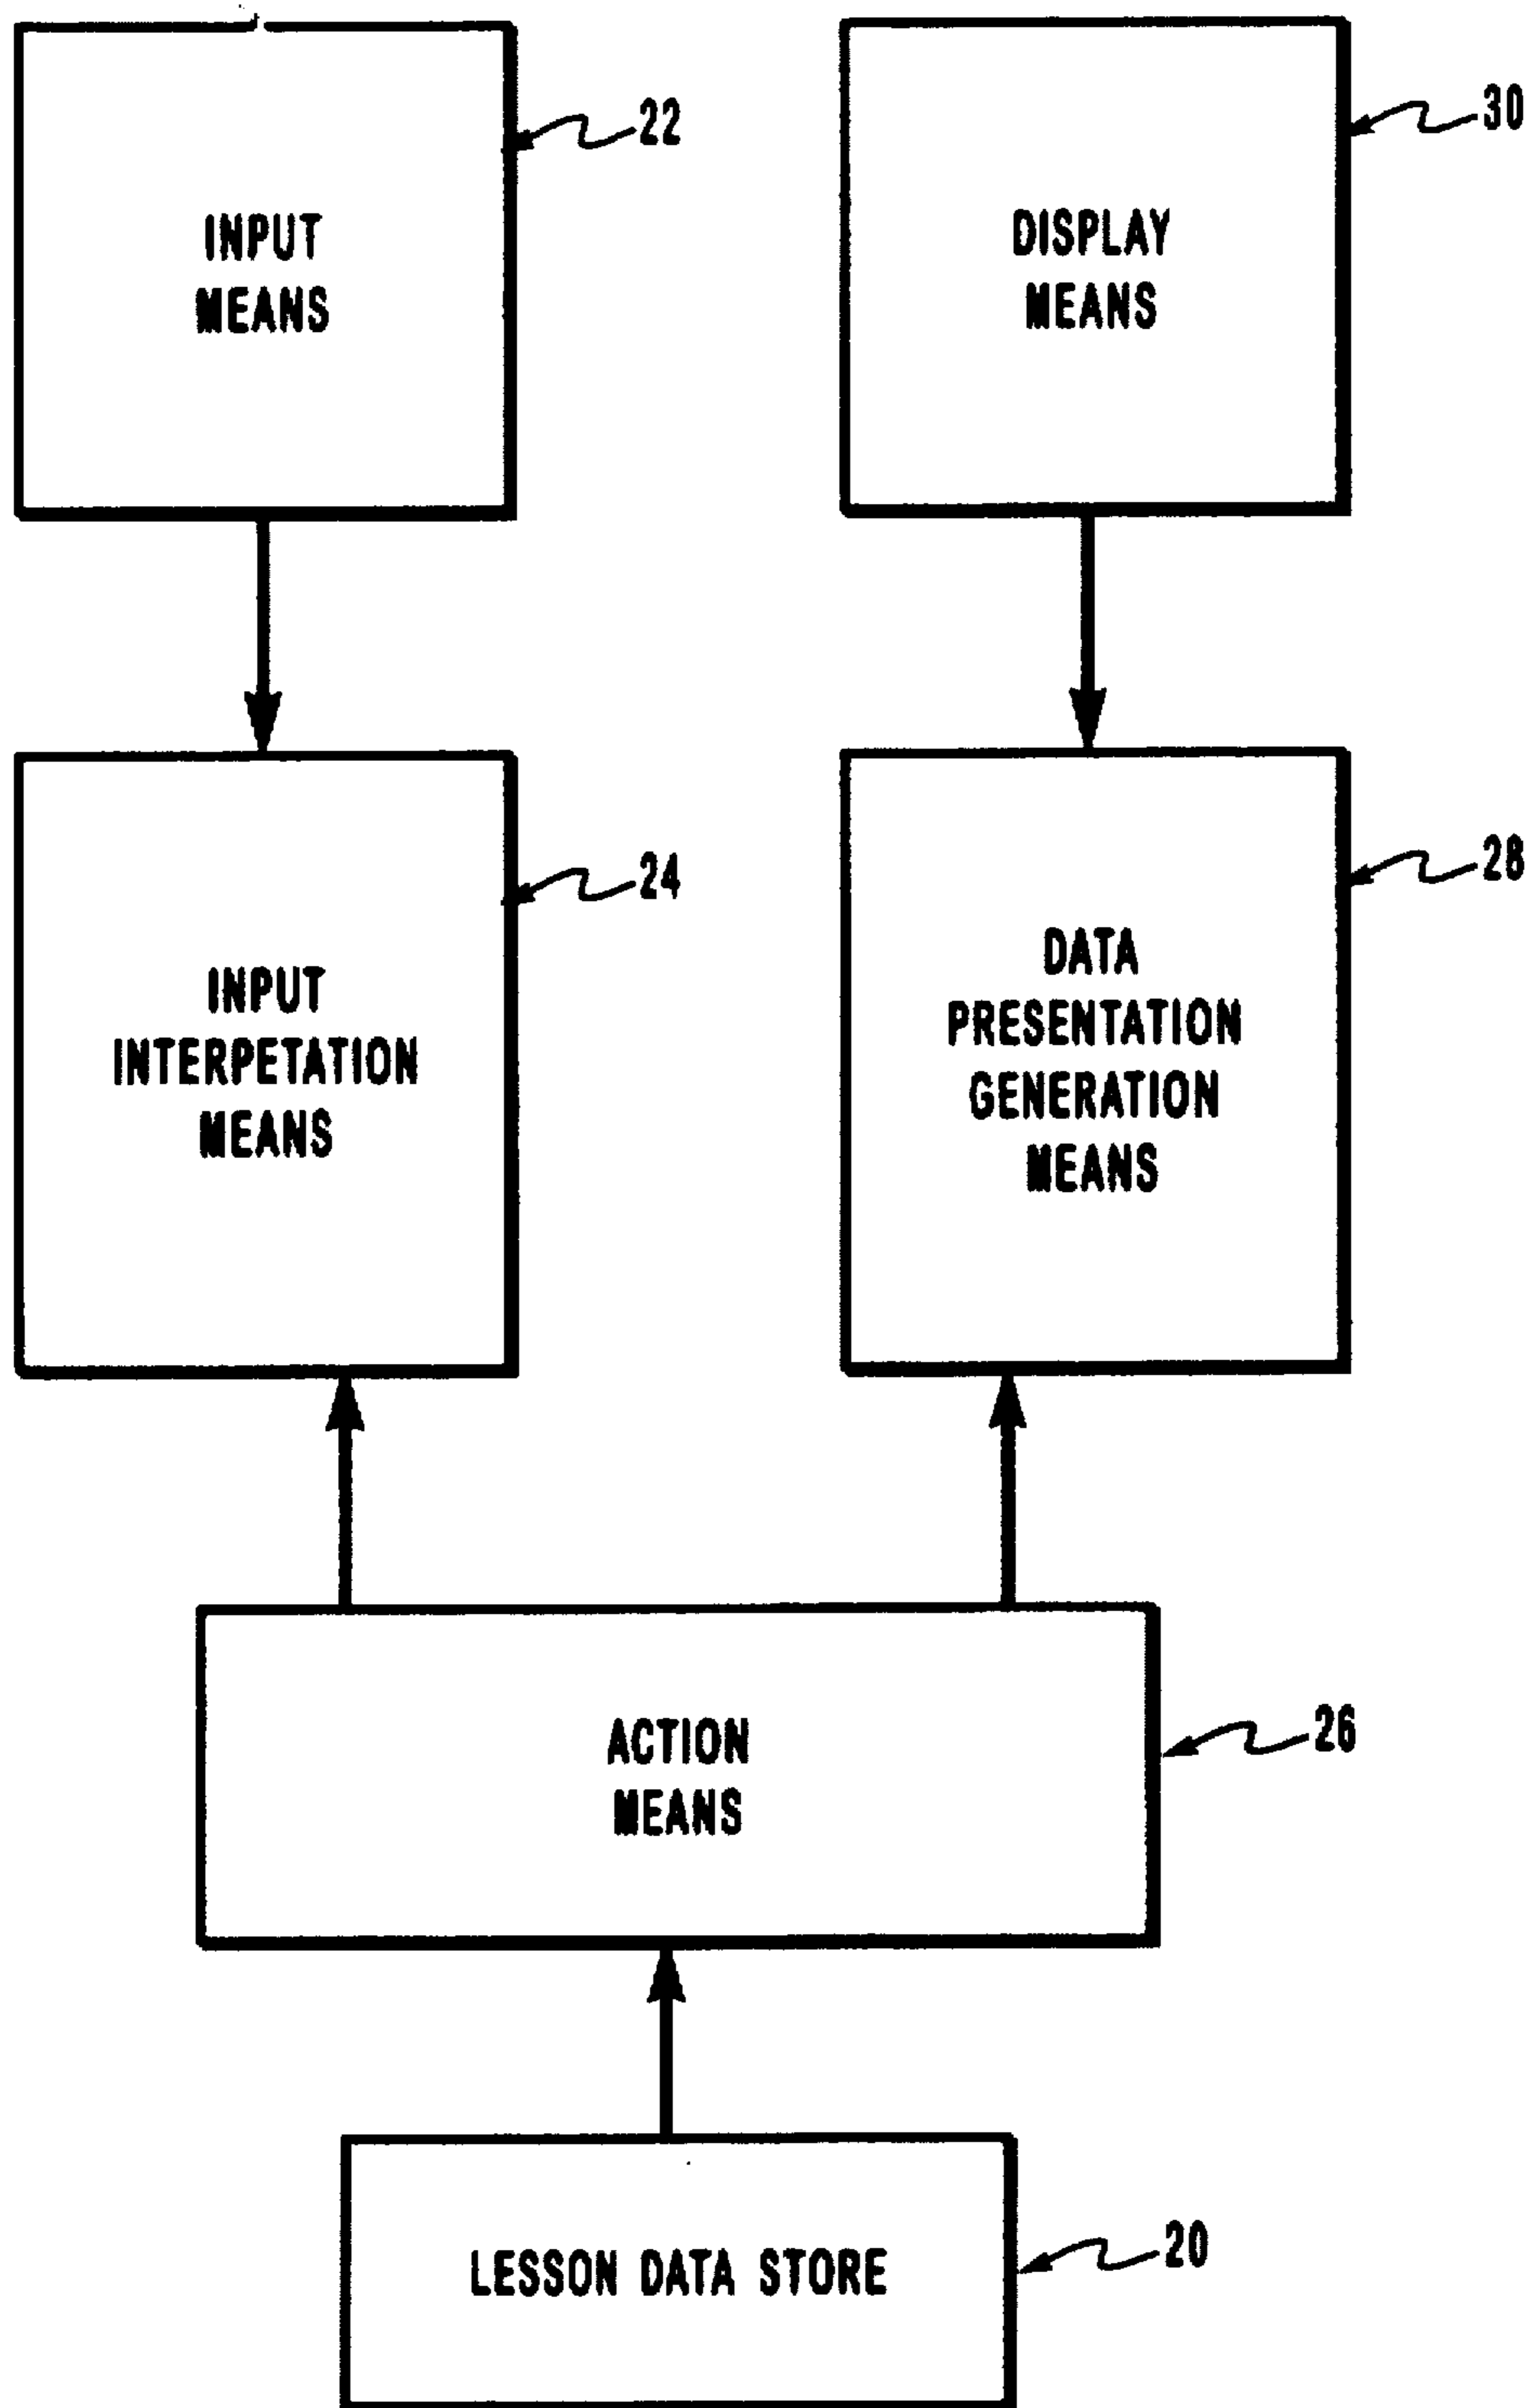 INPUT
MEANS
22
DISPLAY
MEANS
30
INPUT
INTERPETATION
MEANS
24
DATA
PRESENTATION
GENERATION
MEANS
28
ACTION
MEANS
26
LESSON DATA STORE
20